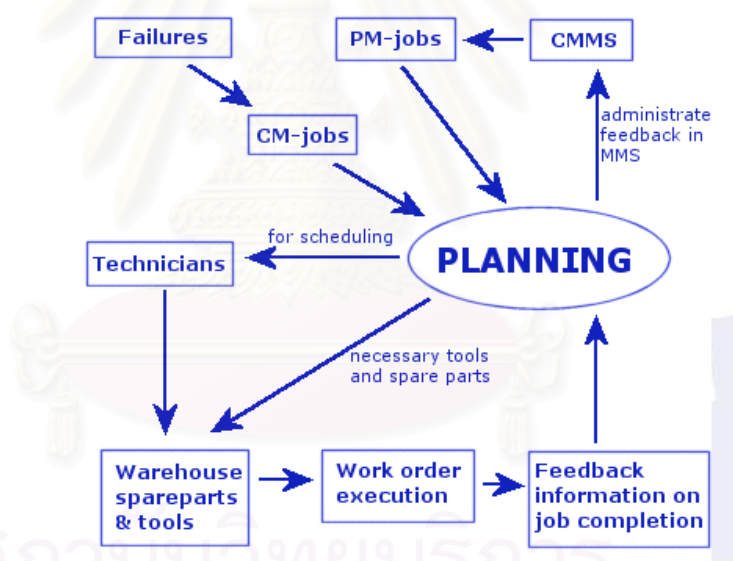 Failures
PM-jobs
CMMS
administrate
feedback in
MMS
CM-jobs
for scheduling
Technicians
PLANNING
necessary tools
and spare parts
Warehouse
spareparts
& tools
Work order
execution
Feedback
information on
job completion